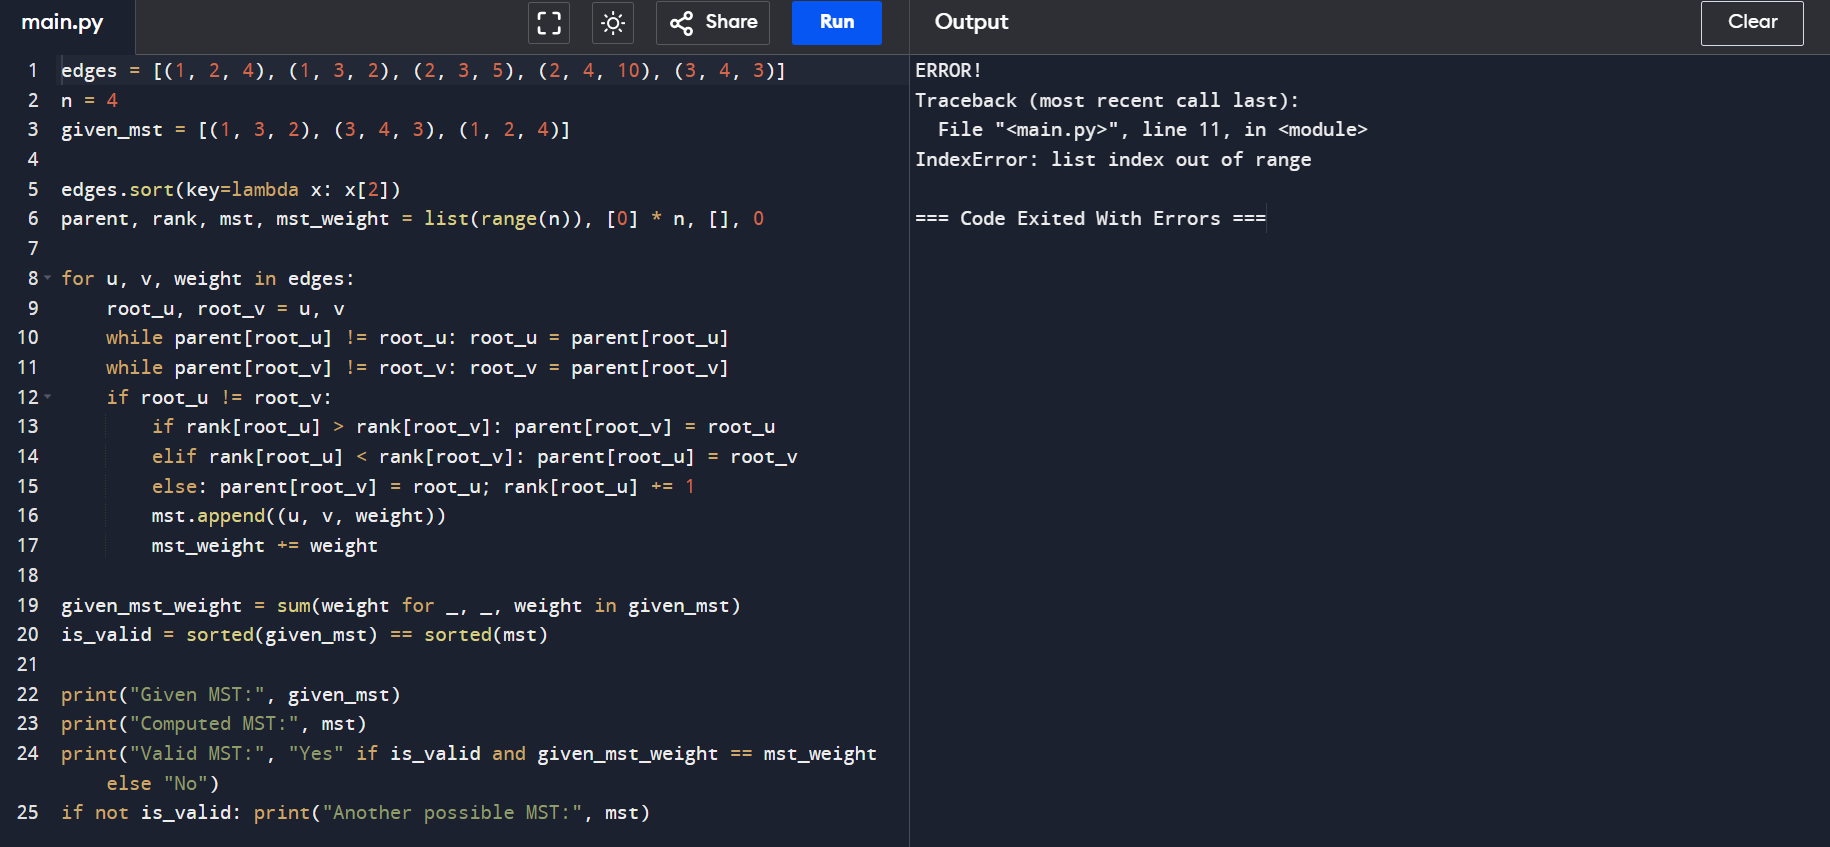 main.py Share Run Output Clear
1 edges = [(1, 2, 4), (1, 3, 2), (2, 3, 5), (2, 4, 10), (3, 4, 3)]
2 n = 4
3 given_mst = [(1, 3, 2), (3, 4, 3), (1, 2, 4)]
4
5 edges.sort(key=lambda x: x[2])
6 parent, rank, mst, mst_weight = list(range(n)), [0] * n, [], 0
7
8 for u, v, weight in edges:
9     root_u, root_v = u, v
10     while parent[root_u] != root_u: root_u = parent[root_u]
11     while parent[root_v] != root_v: root_v = parent[root_v]
12     if root_u != root_v:
13         if rank[root_u] > rank[root_v]: parent[root_v] = root_u
14         elif rank[root_u] < rank[root_v]: parent[root_u] = root_v
15         else: parent[root_v] = root_u; rank[root_u] += 1
16         mst.append((u, v, weight))
17         mst_weight += weight
18
19 given_mst_weight = sum(weight for _, _, weight in given_mst)
20 is_valid = sorted(given_mst) == sorted(mst)
21
22 print("Given MST:", given_mst)
23 print("Computed MST:", mst)
24 print("Valid MST:", "Yes" if is_valid and given_mst_weight == mst_weight
    else "No")
25 if not is_valid: print("Another possible MST:", mst)
ERROR!
Traceback (most recent call last):
  File "<main.py>", line 11, in <module>
IndexError: list index out of range

=== Code Exited With Errors ===